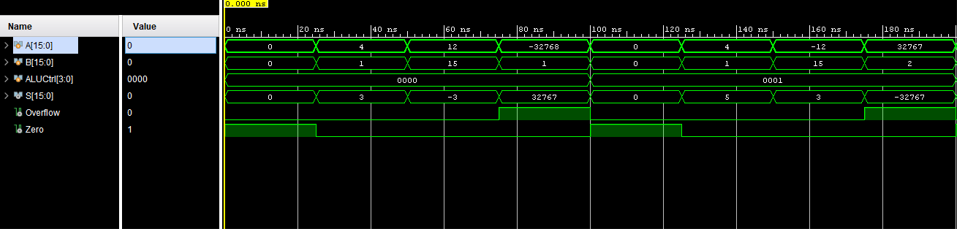 0.000 ns
Name Value
0 ns 20 ns 40 ns 60 ns 80 ns 100 ns 120 ns 140 ns 160 ns 180 ns
A[15:0] 0 0 4 12 -32768 0 4 -12 32767
B[15:0] 0 0 1 15 1 0 1 15 2
ALUCtrl[3:0] 0000 0000 0001
S[15:0] 0 0 3 -3 32767 0 5 3 -32767
Overflow 0
Zero 1